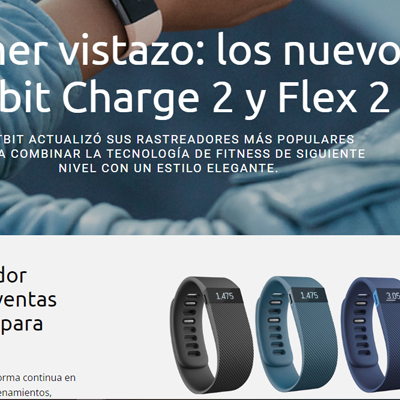 ner vistazo: los nuevo
bit Charge 2 y Flex 2
TBIT ACTUALIZÓ SUS RASTREADORES MÁS POPULARES
A COMBINAR LA TECNOLOGÍA DE FITNESS DE SIGUIENTE
NIVEL CON UN ESTILO ELEGANTE.
dor
ventas
para
1,475
1,475
3.05
orma continua en
enamientos,